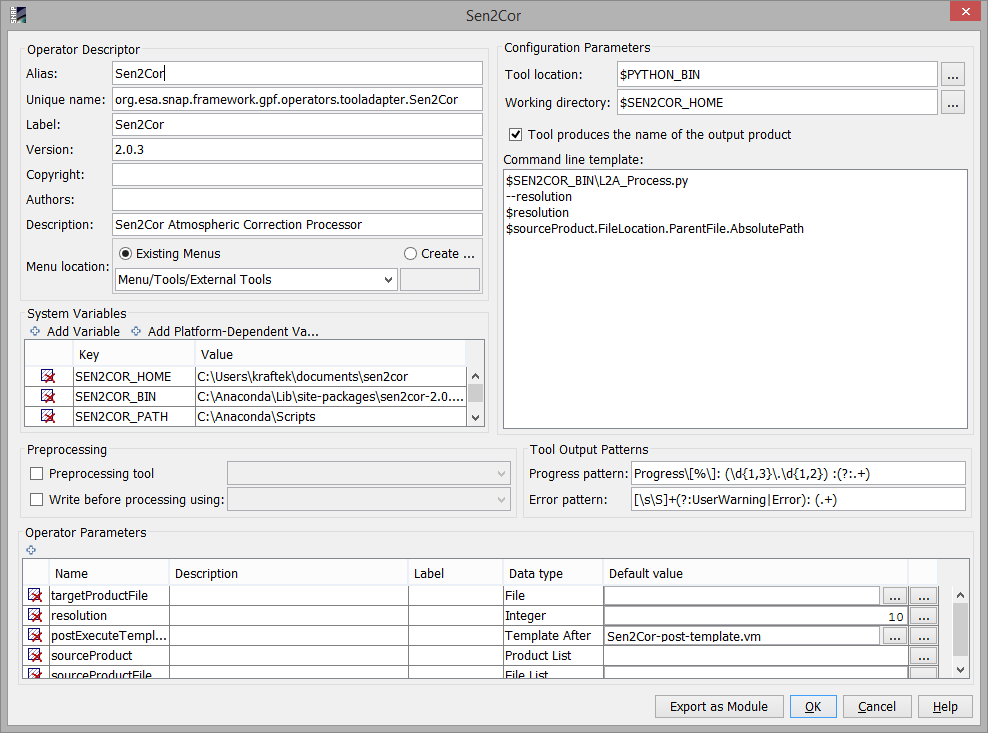 SNAP
Sen2Cor
Operator Descriptor
Alias: Sen2Cor
Unique name: org.esa.snap.framework.gpf.operators.tooladapter.Sen2Cor
Label: Sen2Cor
Version: 2.0.3
Copyright:
Authors:
Description: Sen2Cor Atmospheric Correction Processor
Menu location: Existing Menus Create ...
Menu/Tools/External Tools
System Variables
Add Variable Add Platform-Dependent Va...
Key Value
SEN2COR_HOME C:\Users\kraftek\documents\sen2cor
SEN2COR_BIN C:\Anaconda\Lib\site-packages\sen2cor-2.0....
SEN2COR_PATH C:\Anaconda\Scripts
Configuration Parameters
Tool location: $PYTHON_BIN ...
Working directory: $SEN2COR_HOME ...
Tool produces the name of the output product
Command line template:
$SEN2COR_BIN\L2A_Process.py
--resolution
$resolution
$sourceProduct.FileLocation.ParentFile.AbsolutePath
Preprocessing
Preprocessing tool
Write before processing using:
Tool Output Patterns
Progress pattern: Progress\[%\]: (\d{1,3}\.\d{1,2}) :(?:.+)
Error pattern: [\s\S]+(?:UserWarning|Error): (.+)
Operator Parameters
Name Description Label Data type Default value
targetProductFile File ... ...
resolution Integer 10 ...
postExecuteTempl... Template After Sen2Cor-post-template.vm ... ...
sourceProduct Product List ...
sourceProductFile File List
Export as Module OK Cancel Help